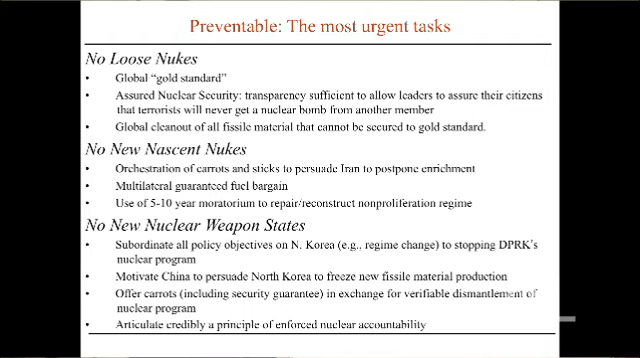 Preventable: The most urgent tasks
No Loose Nukes
• Global “gold standard”
• Assured Nuclear Security: transparency sufficient to allow leaders to assure their citizens
that terrorists will never get a nuclear bomb from another member
• Global cleanout of all fissile material that cannot be secured to gold standard.
No New Nascent Nukes
• Orchestration of carrots and sticks to persuade Iran to postpone enrichment
• Multilateral guaranteed fuel bargain
• Use of 5-10 year moratorium to repair/reconstruct nonproliferation regime
No New Nuclear Weapon States
• Subordinate all policy objectives on N. Korea (e.g., regime change) to stopping DPRK's
nuclear program
• Motivate China to persuade North Korea to freeze new fissile material production
• Offer carrots (including security guarantee) in exchange for verifiable dismantlement of
nuclear program
• Articulate credibly a principle of enforced nuclear accountability